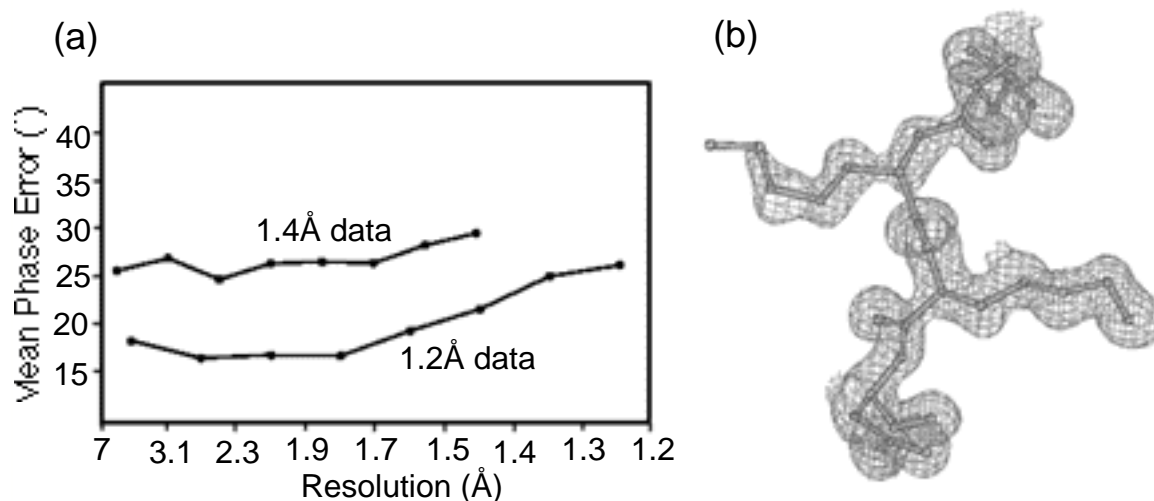 (a)
(b)
Mean Phase Error (°)
40
35
30
25
20
15
1.4Å data
1.2Å data
7 3.1 2.3 1.9 1.7 1.5 1.4 1.3 1.2
Resolution (Å)